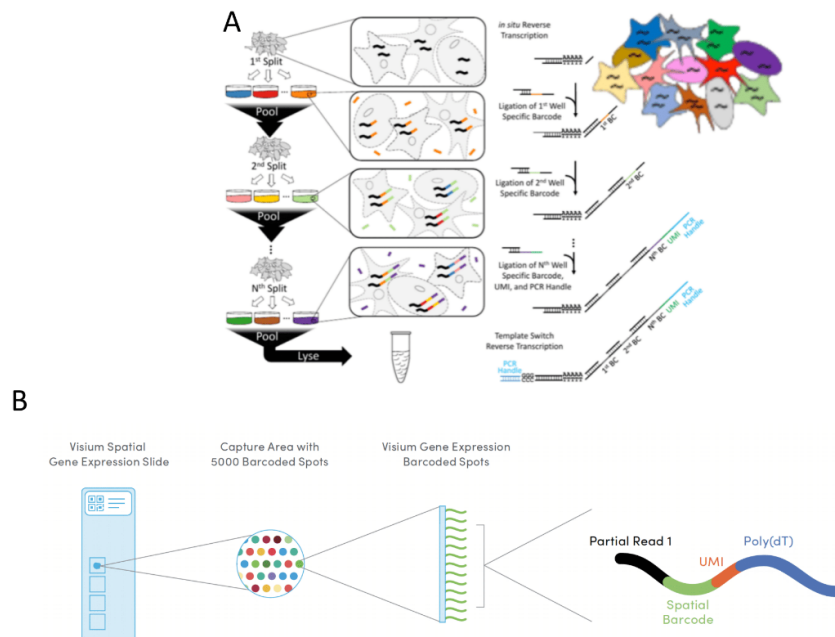 A
1st Split
Pool
2nd Split
Pool
Nth Split
Pool
Lyse
in situ Reverse
Transcription
Ligation of 1st Well
Specific Barcode
1st BC
Ligation of 2nd Well
Specific Barcode
2nd BC
Ligation of Nth Well
Specific Barcode,
UMI, and PCR Handle
Nth BC UMI PCR
Handle
Template Switch
Reverse Transcription
PCR
Handle
1st BC 2nd BC Nth BC UMI PCR
Handle
B
Visium Spatial
Gene Expression Slide
Capture Area with
5000 Barcoded Spots
Visium Gene Expression
Barcoded Spots
Partial Read 1
Poly(dT)
UMI
Spatial
Barcode